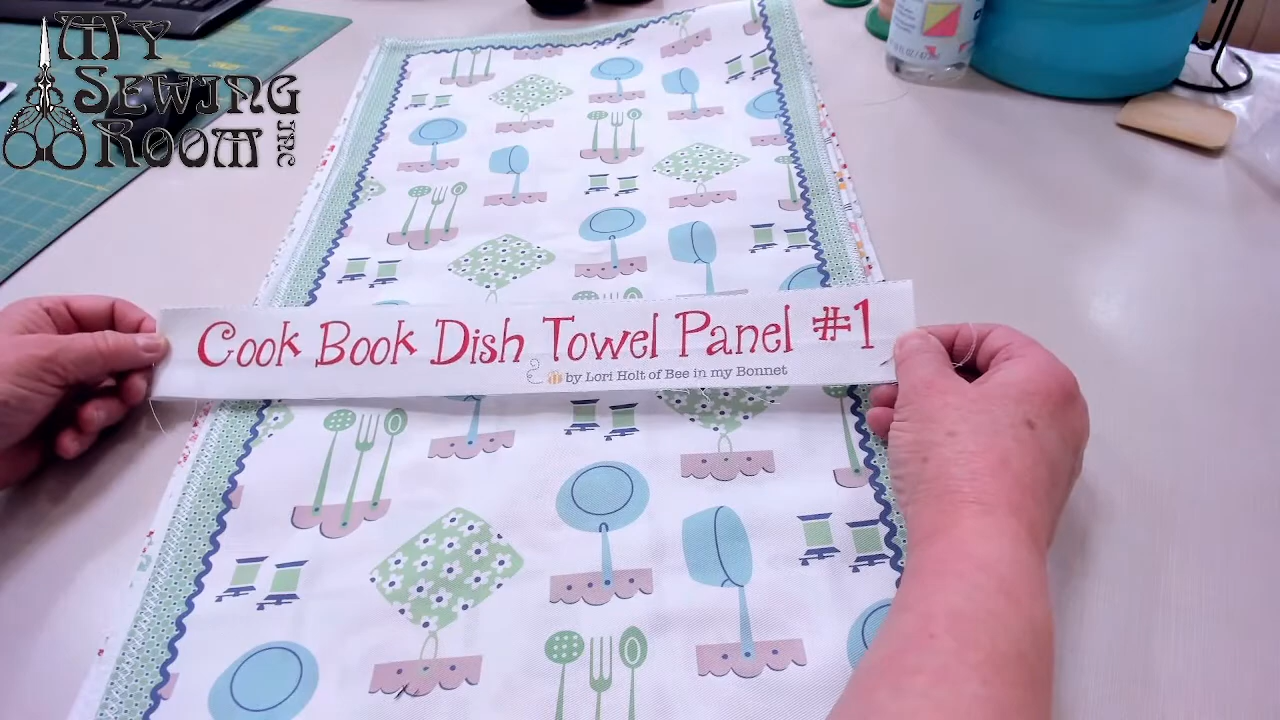 My
Sewing
Room Inc
Cook Book Dish Towel Panel #1
by Lori Holt of Bee in my Bonnet